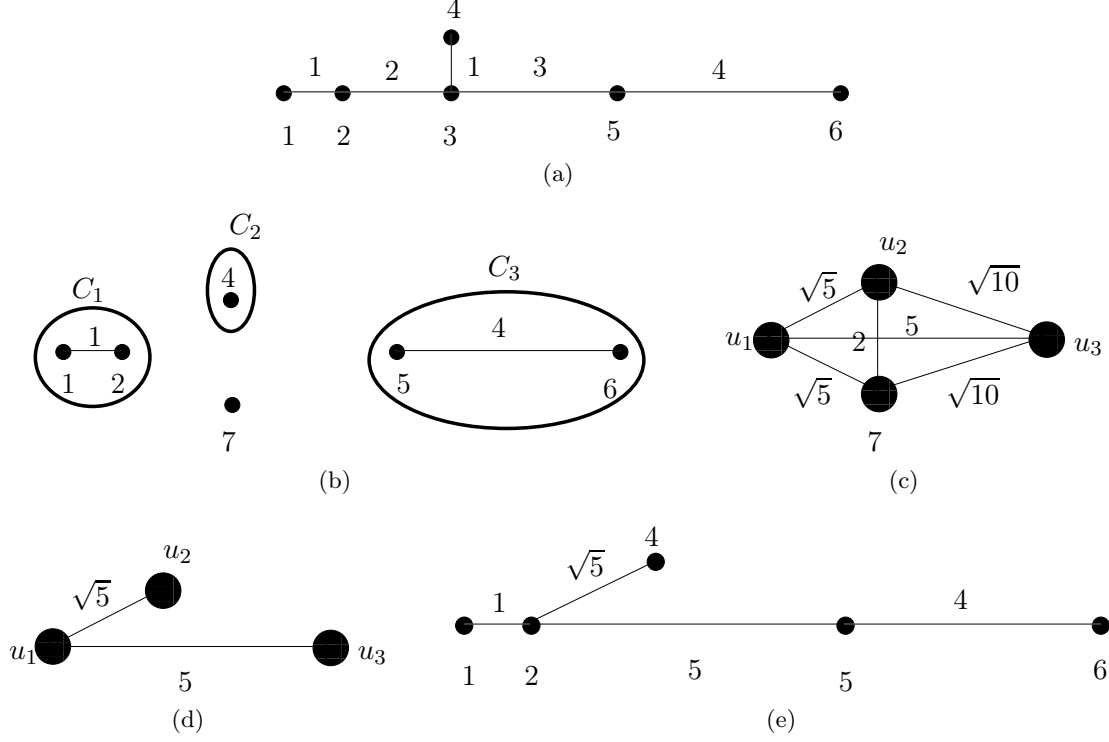 4
1 2 1 3 4
1 2 3 5 6
(a)
C₂
C₁ 4 C₃
1 4
1 2 5 6
7
(b)
u₂
√5 √10
u₁ 2 5 u₃
√5 √10
7
(c)
u₂
√5
u₁ u₃
5
(d)
4
√5
1 4
1 2 5 5 6
(e)